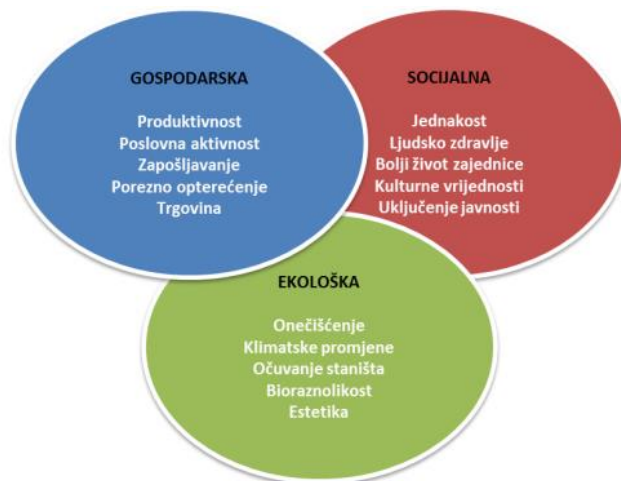 GOSPODARSKA
Produktivnost
Poslovna aktivnost
Zapošljavanje
Porezno opterećenje
Trgovina
SOCIJALNA
Jednakost
Ljudsko zdravlje
Bolji život zajednice
Kulturne vrijednosti
Uključenje javnosti
EKOLOŠKA
Onečišćenje
Klimatske promjene
Očuvanje staništa
Bioraznolikost
Estetika